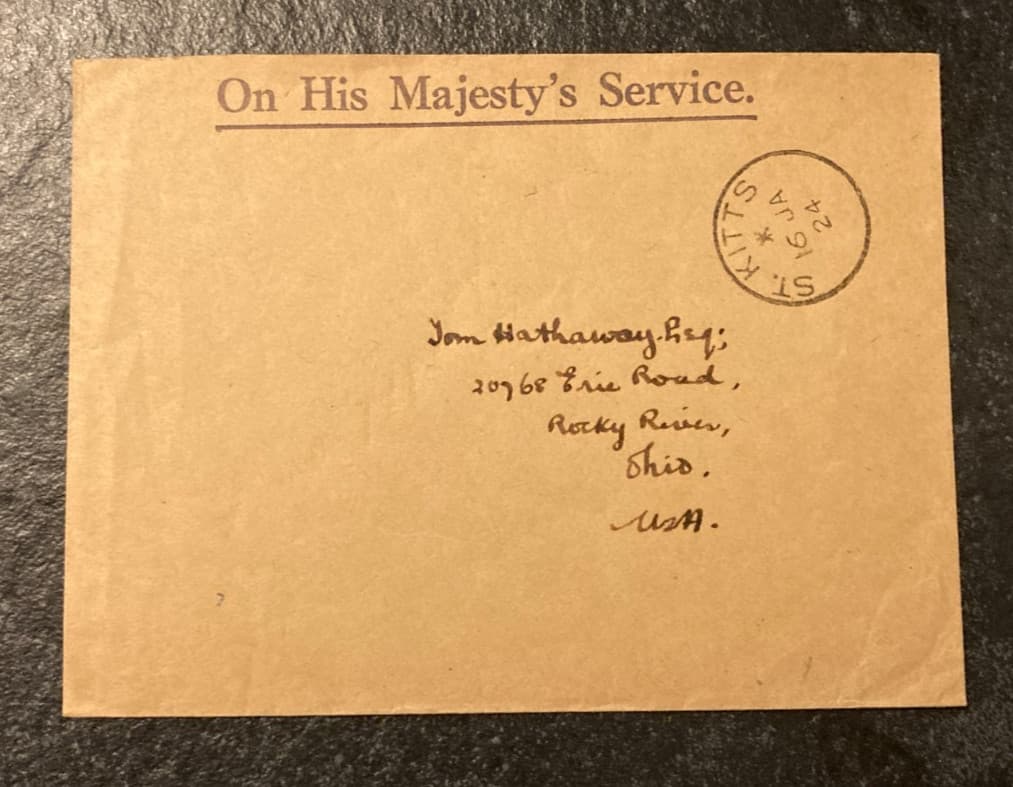 On His Majesty's Service.
ST. KITTS
*
16 JA
24
Tom Hathaway Esq;
20768 Erie Road,
Rocky River,
Ohio.
USA.